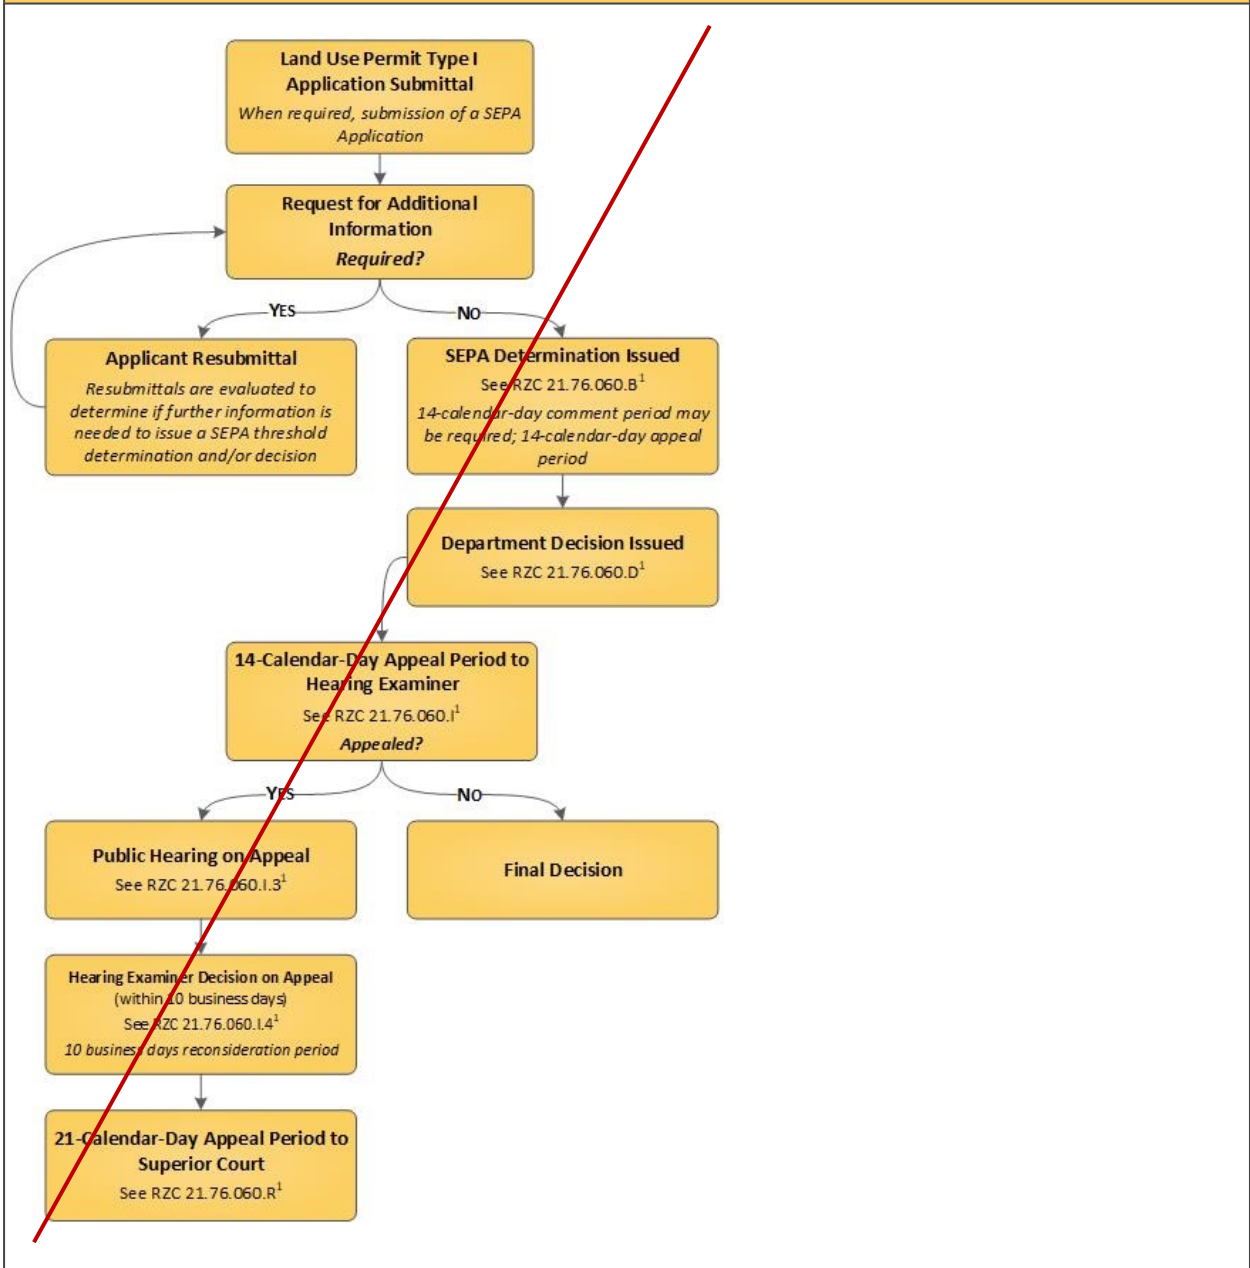 Land Use Permit Type I
Application Submittal
When required, submission of a SEPA
Application
Request for Additional
Information
Required?
YES
NO
Applicant Resubmittal
Resubmittals are evaluated to
determine if further information is
needed to issue a SEPA threshold
determination and/or decision
SEPA Determination Issued
See RZC 21.76.060.B¹
14-calendar-day comment period may
be required; 14-calendar-day appeal
period
Department Decision Issued
See RZC 21.76.060.D¹
14-Calendar-Day Appeal Period to
Hearing Examiner
See RZC 21.76.060.I¹
Appealed?
YES
NO
Public Hearing on Appeal
See RZC 21.76.060.I.3¹
Final Decision
Hearing Examiner Decision on Appeal
(within 10 business days)
See RZC 21.76.060.I.4¹
10 business days reconsideration period
21-Calendar-Day Appeal Period to
Superior Court
See RZC 21.76.060.R¹